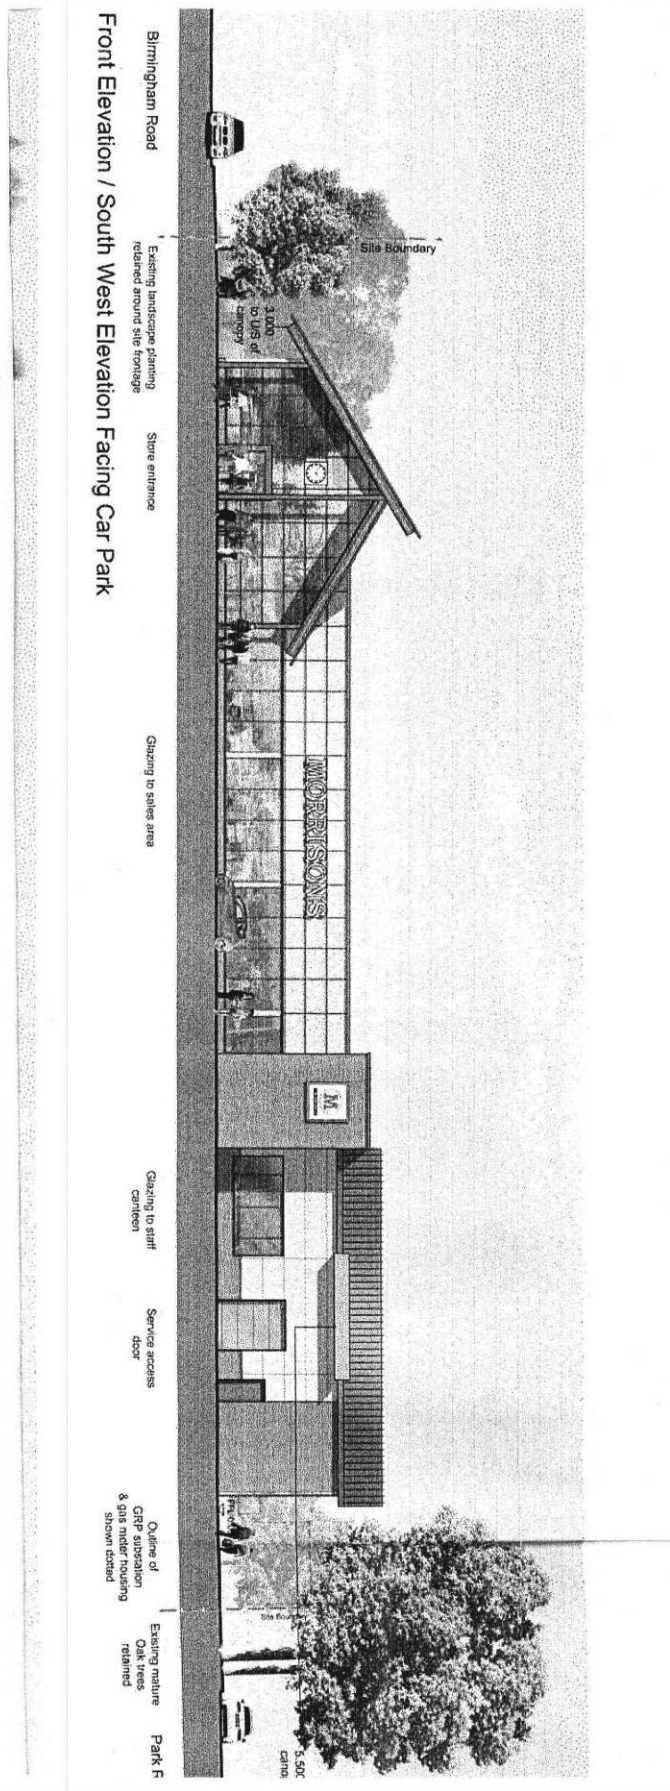 Site Boundary
3.000
to U/S of
canopy
MORRISONS
M
Site Boundary
5.500
Birmingham Road
Existing landscape planting
retained around site frontage
Store entrance
Glazing to sales area
Glazing to staff
canteen
Service access
door
Outline of
GRP substation
& gas meter housing
shown dotted
Existing mature
Oak trees
retained
Park R
Front Elevation / South West Elevation Facing Car Park